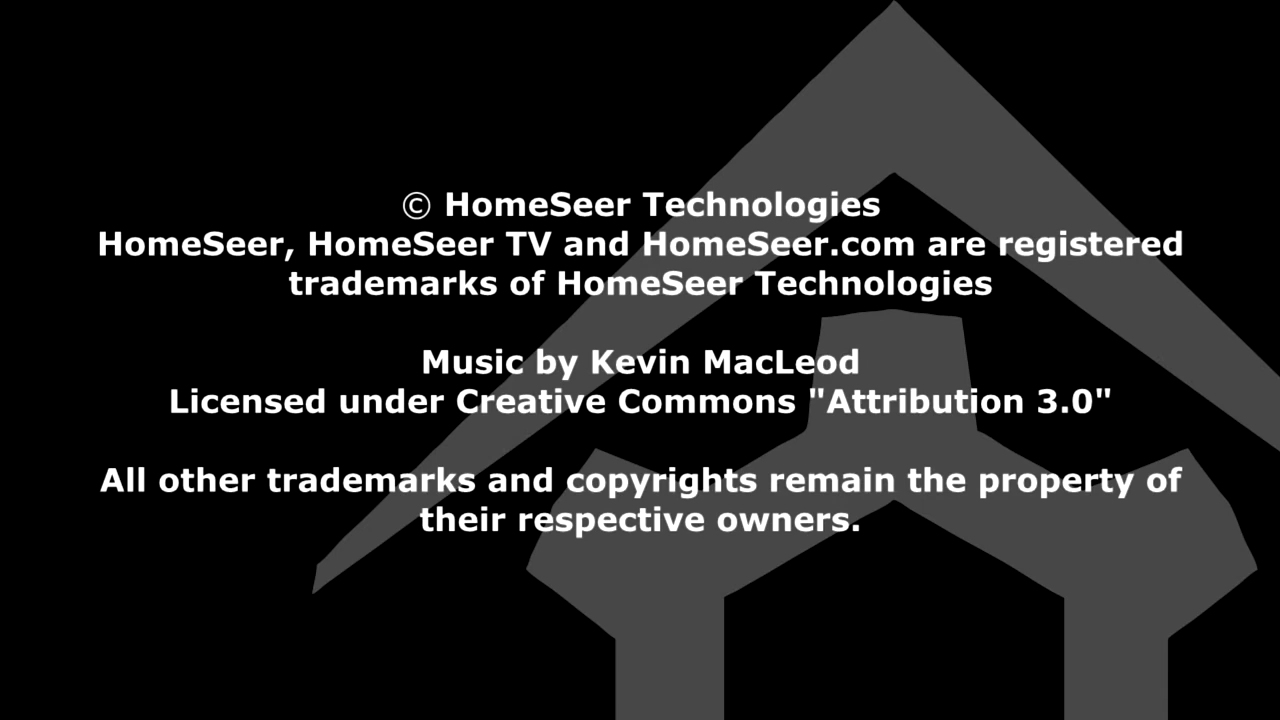 © HomeSeer Technologies
HomeSeer, HomeSeer TV and HomeSeer.com are registered
trademarks of HomeSeer Technologies
Music by Kevin MacLeod
Licensed under Creative Commons "Attribution 3.0"
All other trademarks and copyrights remain the property of
their respective owners.